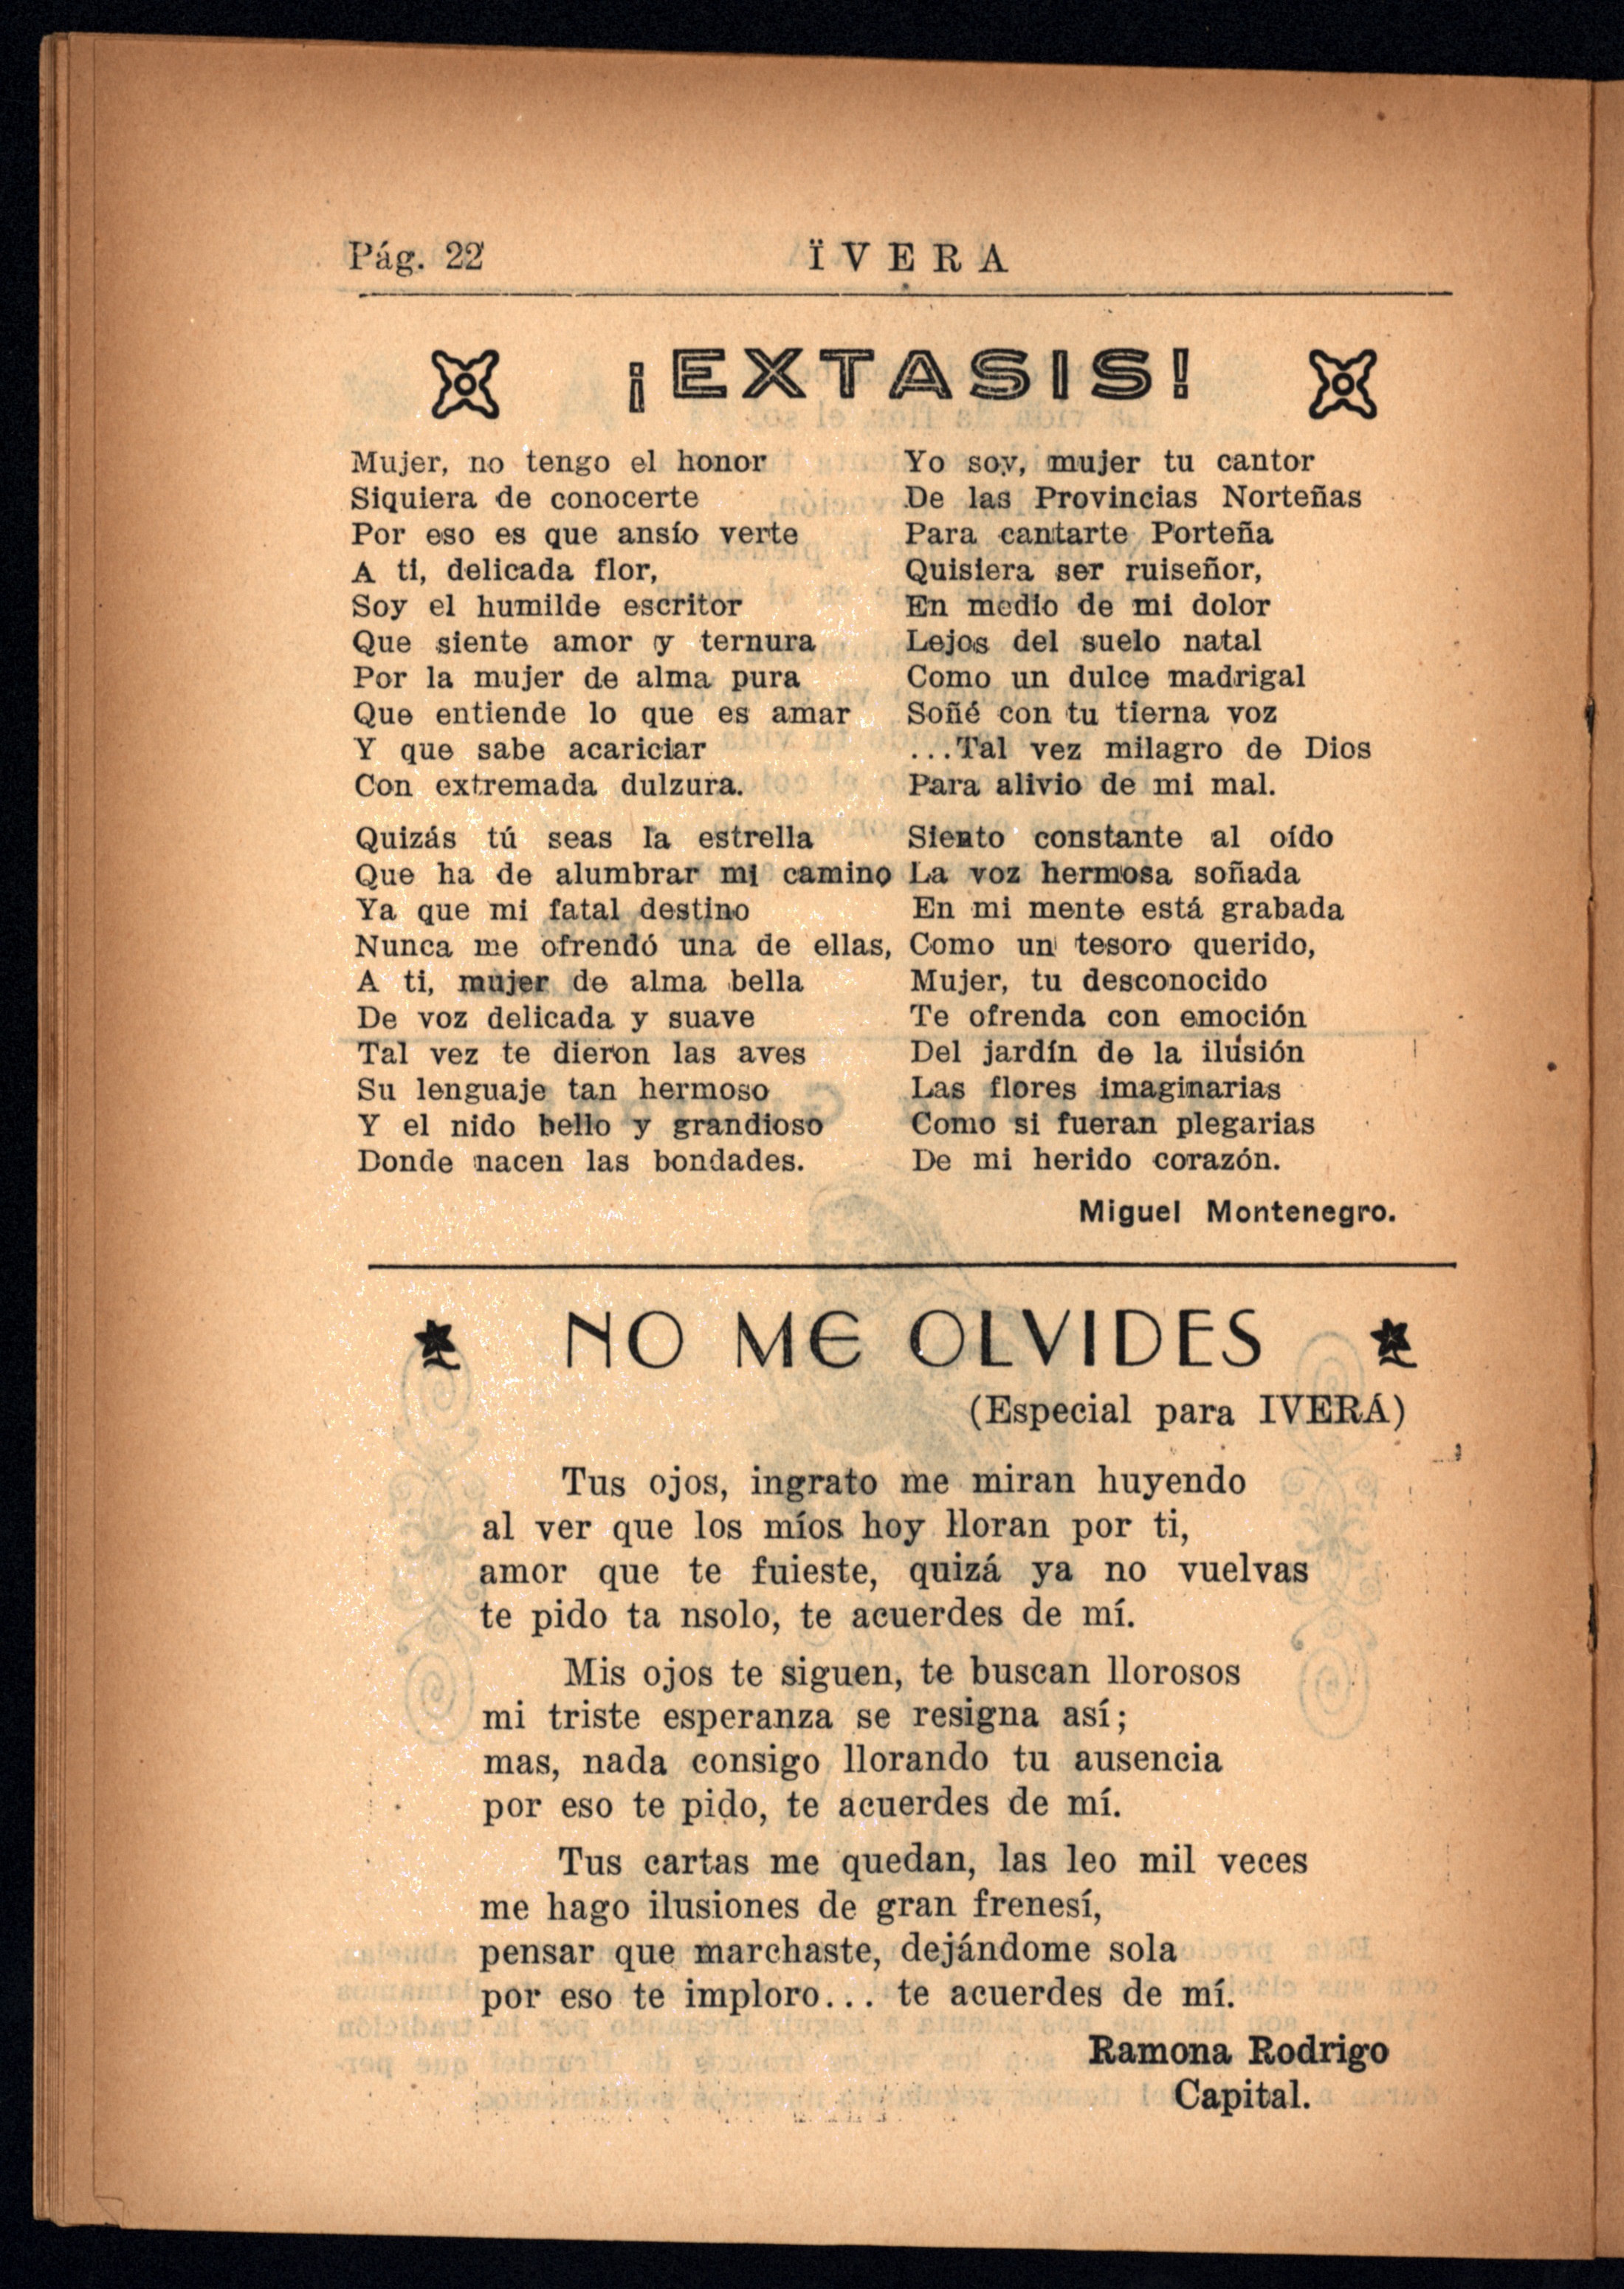 Pág. 22
ÏVERA
¡EXTASIS!
Mujer, no tengo el honor
Siquiera de conocerte
Por eso es que ansío verte
A ti, delicada flor,
Soy el humilde escritor
Que siente amor y ternura
Por la mujer de alma pura
Que entiende lo que es amar
Y que sabe acariciar
Con extremada dulzura.
Quizás tú seas la estrella
Que ha de alumbrar mi camino
Ya que mi fatal destino
Nunca me ofrendó una de ellas,
A ti, mujer de alma bella
De voz delicada y suave
Tal vez te dieron las aves
Su lenguaje tan hermoso
Y el nido bello y grandioso
Donde nacen las bondades.
Yo soy, mujer tu cantor
De las Provincias Norteñas
Para cantarte Porteña
Quisiera ser ruiseñor,
En medio de mi dolor
Lejos del suelo natal
Como un dulce madrigal
Soñé con tu tierna voz
...Tal vez milagro de Dios
Para alivio de mi mal.
Siento constante al oído
La voz hermosa soñada
En mi mente está grabada
Como un tesoro querido,
Mujer, tu desconocido
Te ofrenda con emoción
Del jardín de la ilusión
Las flores imaginarias
Como si fueran plegarias
De mi herido corazón.
Miguel Montenegro.
NO ME OLVIDES
(Especial para IVERÁ)
Tus ojos, ingrato me miran huyendo
al ver que los míos hoy lloran por ti,
amor que te fuieste, quizá ya no vuelvas
te pido ta nsolo, te acuerdes de mí.
Mis ojos te siguen, te buscan llorosos
mi triste esperanza se resigna así;
mas, nada consigo llorando tu ausencia
por eso te pido, te acuerdes de mí.
Tus cartas me quedan, las leo mil veces
me hago ilusiones de gran frenesí,
pensar que marchaste, dejándome sola
por eso te imploro... te acuerdes de mí.
Ramona Rodrigo
Capital.